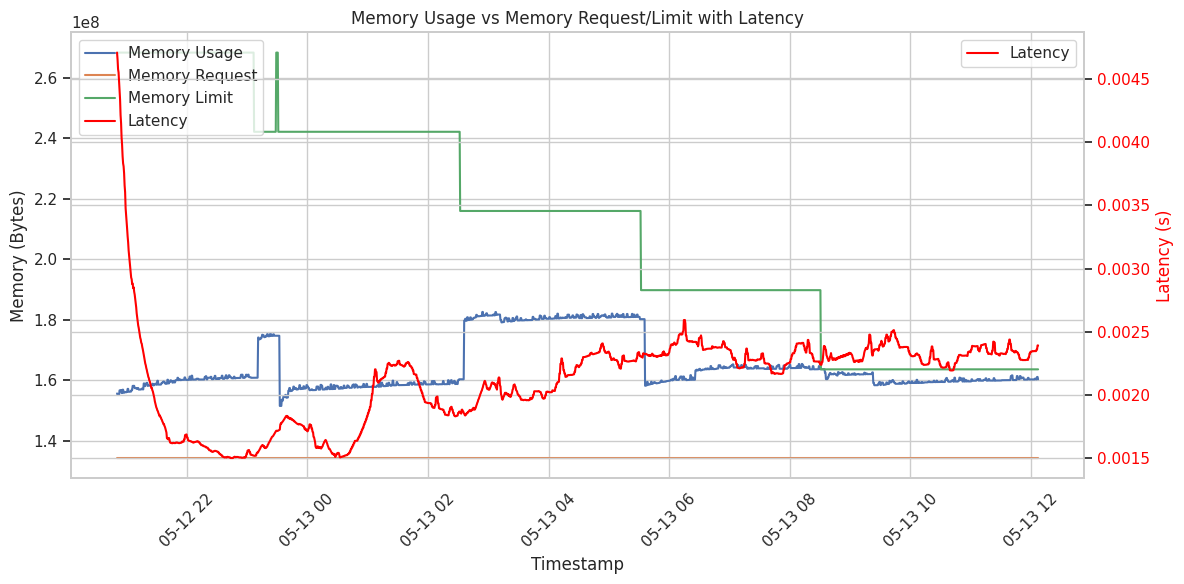 Memory Usage vs Memory Request/Limit with Latency
1e8
Memory Usage
Memory Request
Memory Limit
Latency
Latency
2.6
2.4
2.2
2.0
1.8
1.6
1.4
Memory (Bytes)
0.0045
0.0040
0.0035
0.0030
0.0025
0.0020
0.0015
Latency (s)
05-12 22
05-13 00
05-13 02
05-13 04
05-13 06
05-13 08
05-13 10
05-13 12
Timestamp